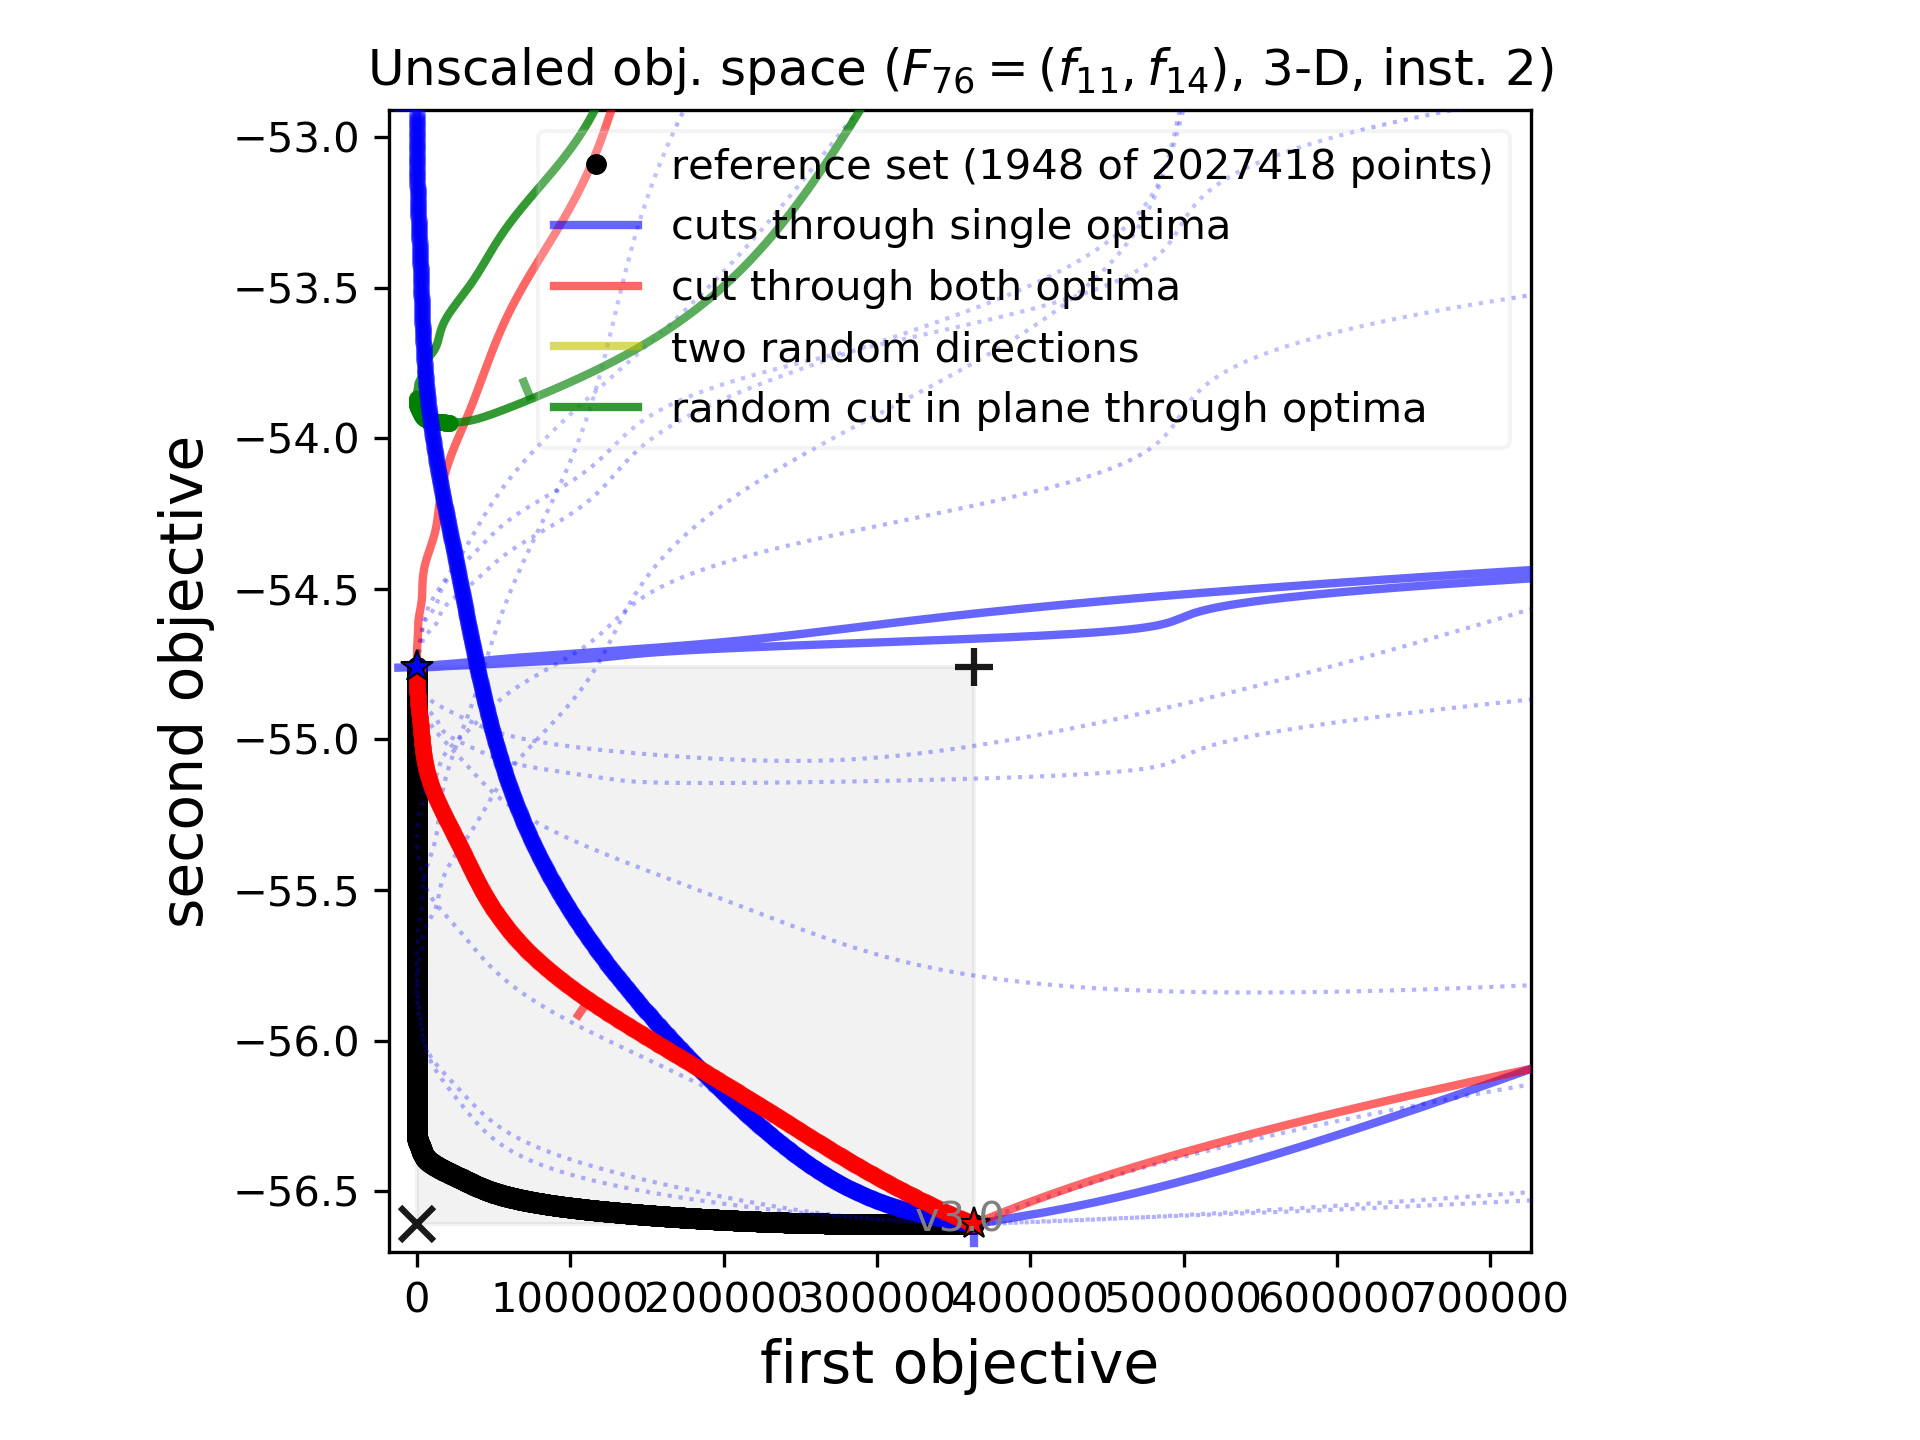 Unscaled obj. space (F₇₆ = (f₁₁, f₁₄), 3-D, inst. 2)
reference set (1948 of 2027418 points)
cuts through single optima
cut through both optima
two random directions
random cut in plane through optima
second objective
−53.0
−53.5
−54.0
−54.5
−55.0
−55.5
−56.0
−56.5
v3.0
0 100000 200000 300000 400000 500000 600000 700000
first objective